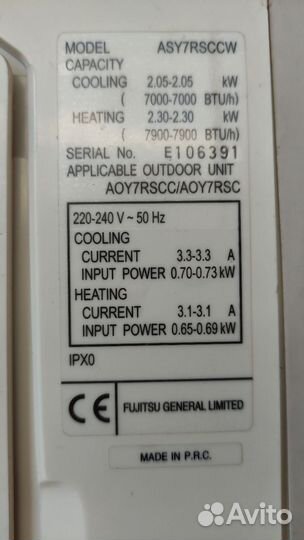 MODEL ASY7RSCCW
CAPACITY
COOLING 2.05-2.05 kW
( 7000-7000 BTU/h)
HEATING 2.30-2.30 kW
( 7900-7900 BTU/h)
SERIAL No. E106391
APPLICABLE OUTDOOR UNIT
AOY7RSCC/AOY7RSC
220-240 V ~ 50 Hz
COOLING
CURRENT 3.3-3.3 A
INPUT POWER 0.70-0.73 kW
HEATING
CURRENT 3.1-3.1 A
INPUT POWER 0.65-0.69 kW
IPX0
CE FUJITSU GENERAL LIMITED
MADE IN P.R.C.
Avito